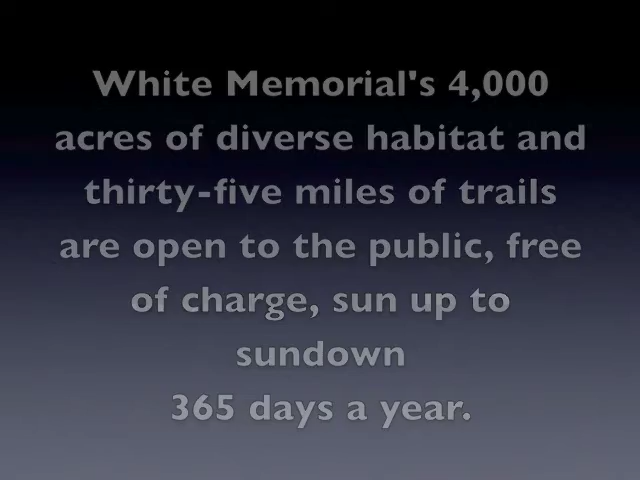 White Memorial's 4,000
acres of diverse habitat and
thirty-five miles of trails
are open to the public, free
of charge, sun up to
sundown
365 days a year.